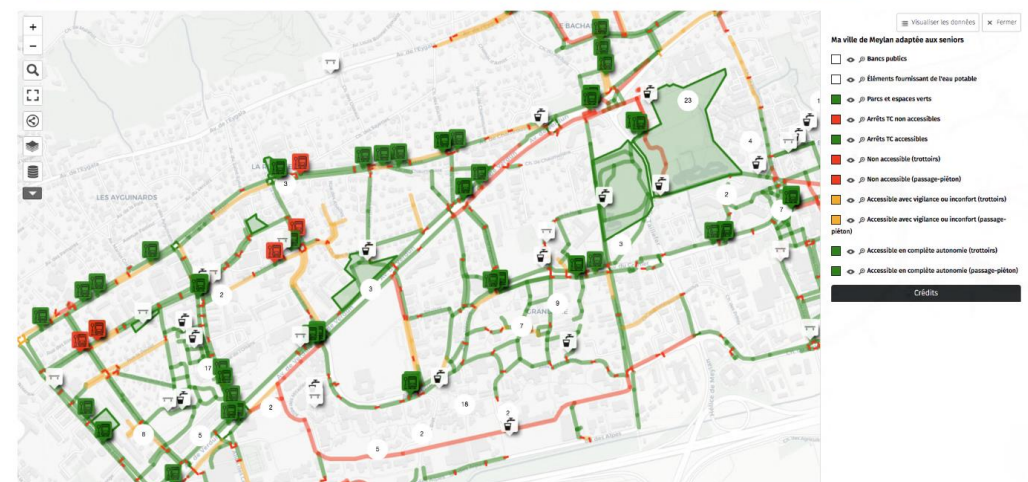 Visualiser les données
Fermer
Ma ville de Meylan adaptée aux seniors
Bancs publics
Éléments fournissant de l'eau potable
Parcs et espaces verts
Arrêts TC non accessibles
Arrêts TC accessibles
Non accessible (trottoirs)
Non accessible (passage-piéton)
Accessible avec vigilance ou inconfort (trottoirs)
Accessible avec vigilance ou inconfort (passage-
piéton)
Accessible en complète autonomie (trottoirs)
Accessible en complète autonomie (passage-piéton)
Crédits
LES AYGUINARDS
23
4
3
2
7
3
3
2
9
7
17
2
16
2
2
8
5
5